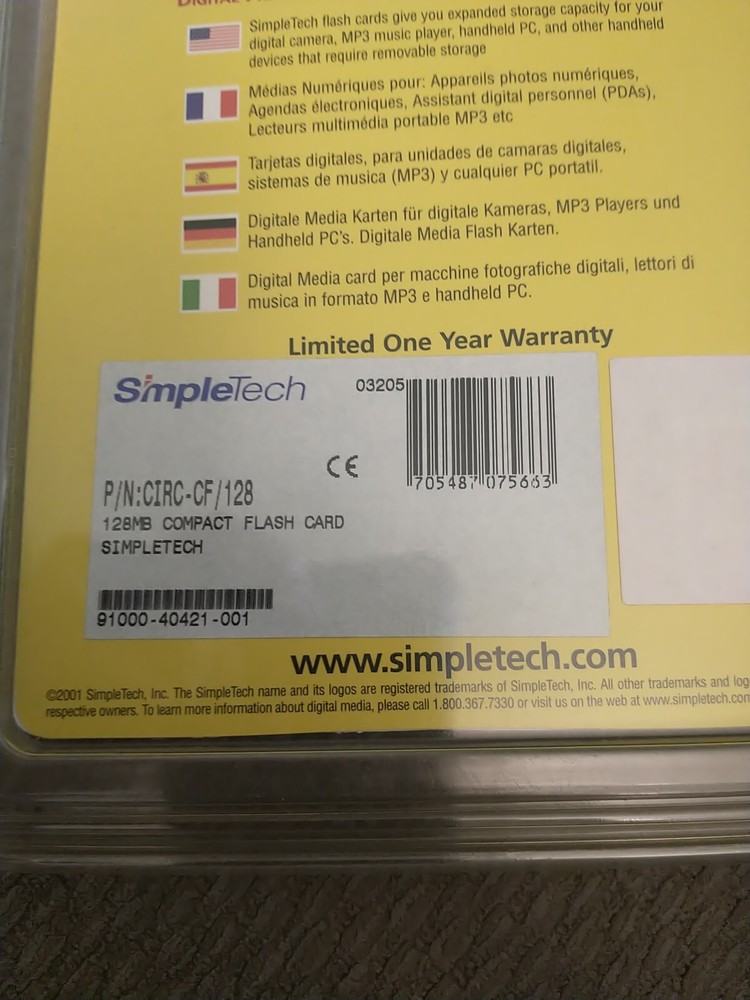 SimpleTech flash cards give you expanded storage capacity for your
digital camera, MP3 music player, handheld PC, and other handheld
devices that require removable storage
Médias Numériques pour: Appareils photos numériques,
Agendas électroniques, Assistant digital personnel (PDAs),
Lecteurs multimédia portable MP3 etc
Tarjetas digitales, para unidades de camaras digitales,
sistemas de musica (MP3) y cualquier PC portatil.
Digitale Media Karten für digitale Kameras, MP3 Players und
Handheld PC's. Digitale Media Flash Karten.
Digital Media card per macchine fotografiche digitali, lettori di
musica in formato MP3 e handheld PC.
Limited One Year Warranty
SimpleTech
03205
705487 075663
CE
P/N:CIRC-CF/128
128MB COMPACT FLASH CARD
SIMPLETECH
91000-40421-001
www.simpletech.com
©2001 SimpleTech, Inc. The SimpleTech name and its logos are registered trademarks of SimpleTech, Inc. All other trademarks and log
respective owners. To learn more information about digital media, please call 1.800.367.7330 or visit us on the web at www.simpletech.com